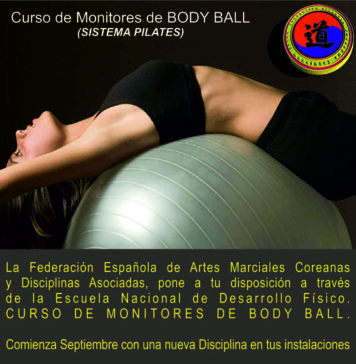 Curso de Monitores de BODY BALL
(SISTEMA PILATES)
道
La Federación Española de Artes Marciales Coreanas
y Disciplinas Asociadas, pone a tu disposición a través
de la Escuela Nacional de Desarrollo Físico.
CURSO DE MONITORES DE BODY BALL.
Comienza Septiembre con una nueva Disciplina en tus instalaciones